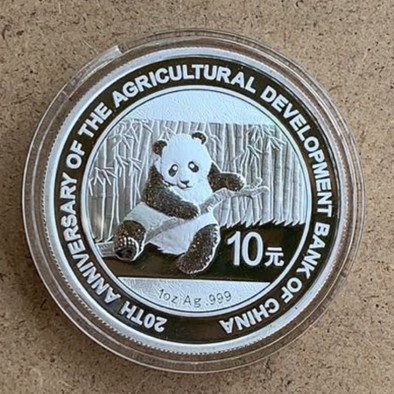 20TH ANNIVERSARY OF THE AGRICULTURAL DEVELOPMENT BANK OF CHINA
10元
1oz Ag .999